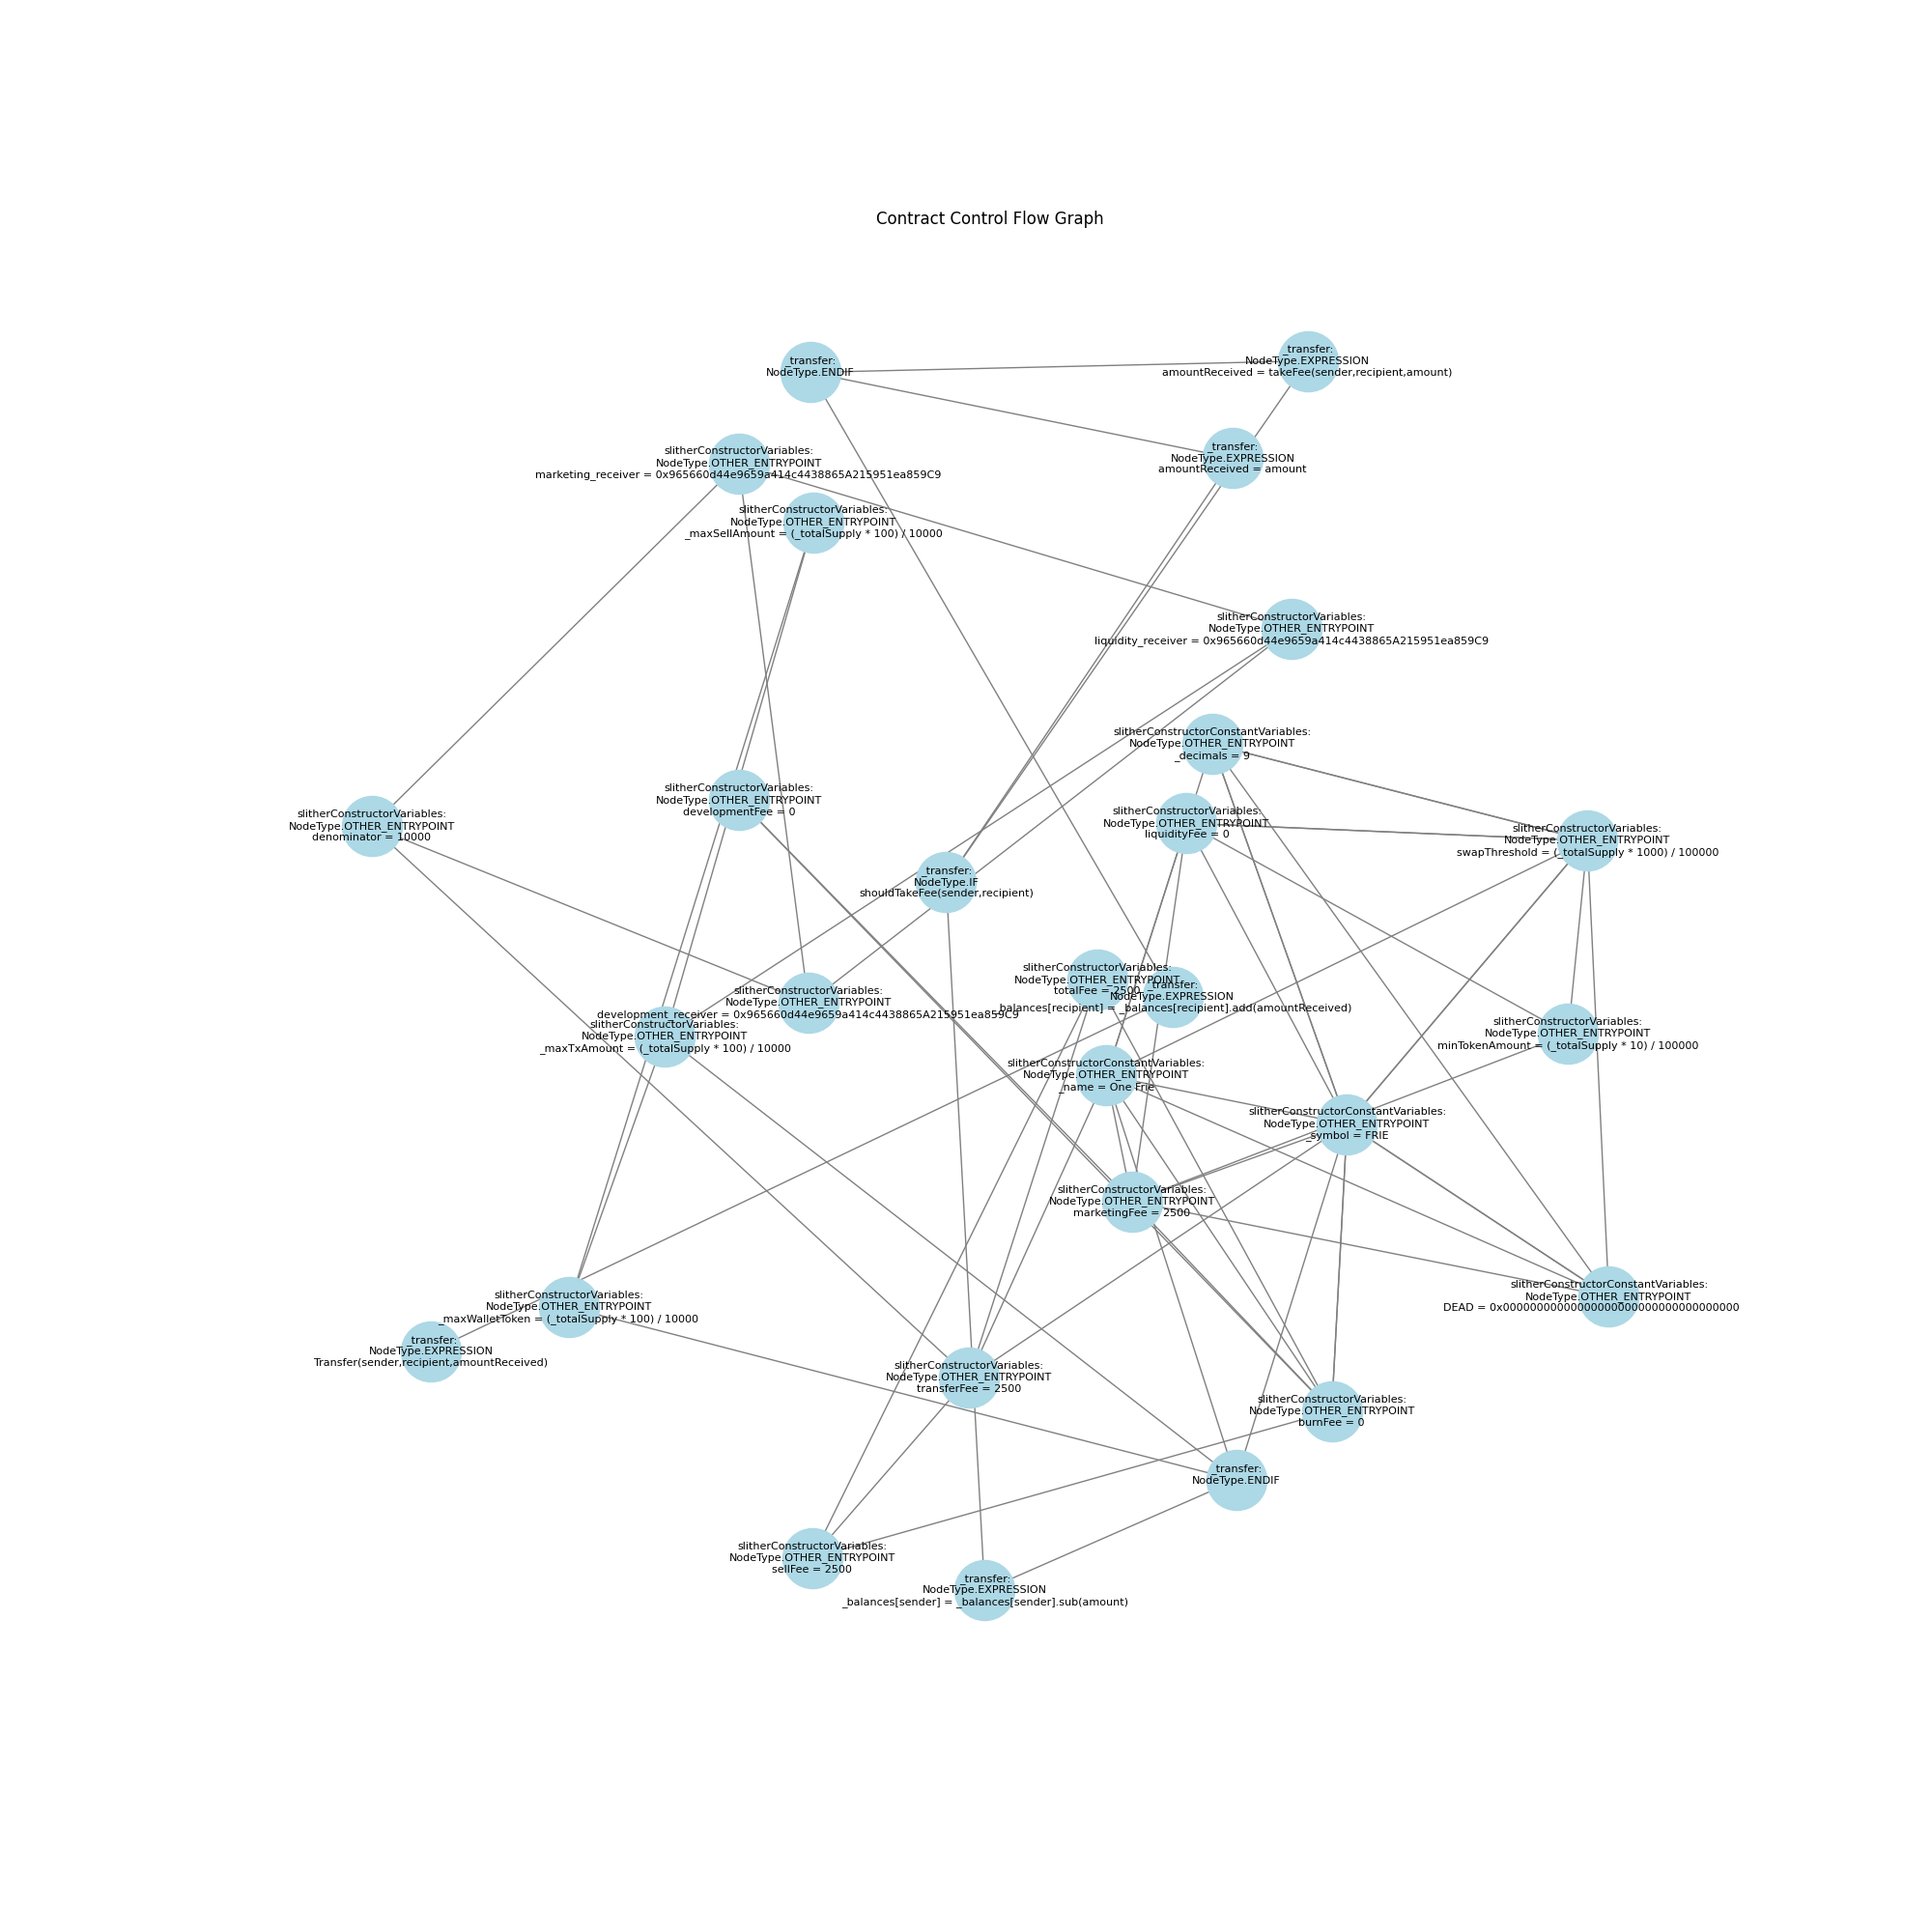 Contract Control Flow Graph
_transfer:
NodeType.EXPRESSION
amountReceived = takeFee(sender,recipient,amount)
_transfer:
NodeType.ENDIF
_transfer:
NodeType.EXPRESSION
amountReceived = amount
slitherConstructorVariables:
NodeType.OTHER_ENTRYPOINT
marketing_receiver = 0x965660d44e9659a414c4438865A215951ea859C9
slitherConstructorVariables:
NodeType.OTHER_ENTRYPOINT
_maxSellAmount = (_totalSupply * 100) / 10000
slitherConstructorVariables:
NodeType.OTHER_ENTRYPOINT
liquidity_receiver = 0x965660d44e9659a414c4438865A215951ea859C9
slitherConstructorConstantVariables:
NodeType.OTHER_ENTRYPOINT
_decimals = 9
slitherConstructorVariables:
NodeType.OTHER_ENTRYPOINT
developmentFee = 0
slitherConstructorVariables:
NodeType.OTHER_ENTRYPOINT
denominator = 10000
slitherConstructorVariables:
NodeType.OTHER_ENTRYPOINT
liquidityFee = 0
slitherConstructorVariables:
NodeType.OTHER_ENTRYPOINT
swapThreshold = (_totalSupply * 1000) / 100000
_transfer:
NodeType.IF
shouldTakeFee(sender,recipient)
slitherConstructorVariables:
NodeType.OTHER_ENTRYPOINT
totalFee = 2500
_transfer:
NodeType.EXPRESSION
_balances[recipient] = _balances[recipient].add(amountReceived)
slitherConstructorVariables:
NodeType.OTHER_ENTRYPOINT
development_receiver = 0x965660d44e9659a414c4438865A215951ea859C9
slitherConstructorVariables:
NodeType.OTHER_ENTRYPOINT
_maxTxAmount = (_totalSupply * 100) / 10000
slitherConstructorVariables:
NodeType.OTHER_ENTRYPOINT
minTokenAmount = (_totalSupply * 10) / 100000
slitherConstructorConstantVariables:
NodeType.OTHER_ENTRYPOINT
_name = One Frie
slitherConstructorConstantVariables:
NodeType.OTHER_ENTRYPOINT
_symbol = FRIE
slitherConstructorVariables:
NodeType.OTHER_ENTRYPOINT
marketingFee = 2500
slitherConstructorConstantVariables:
NodeType.OTHER_ENTRYPOINT
DEAD = 0x0000000000000000000000000000000000000000
slitherConstructorVariables:
NodeType.OTHER_ENTRYPOINT
_maxWalletToken = (_totalSupply * 100) / 10000
_transfer:
NodeType.EXPRESSION
Transfer(sender,recipient,amountReceived)
slitherConstructorVariables:
NodeType.OTHER_ENTRYPOINT
transferFee = 2500
slitherConstructorVariables:
NodeType.OTHER_ENTRYPOINT
burnFee = 0
_transfer:
NodeType.ENDIF
slitherConstructorVariables:
NodeType.OTHER_ENTRYPOINT
sellFee = 2500
_transfer:
NodeType.EXPRESSION
_balances[sender] = _balances[sender].sub(amount)